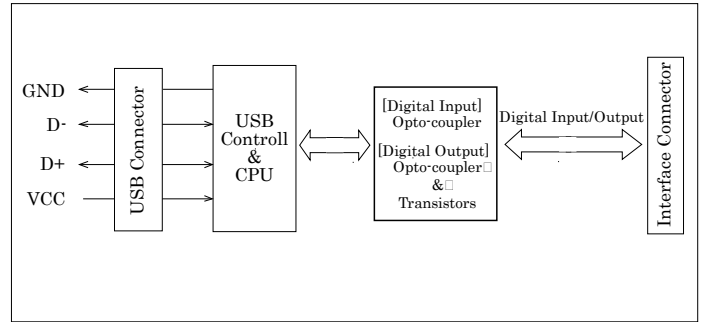 GND
D-
D+
VCC
USB Connector
USB
Controll
&
CPU
[Digital Input]
Opto-coupler
[Digital Output]
Opto-coupler□
&□
Transistors
Digital Input/Output
Interface Connector